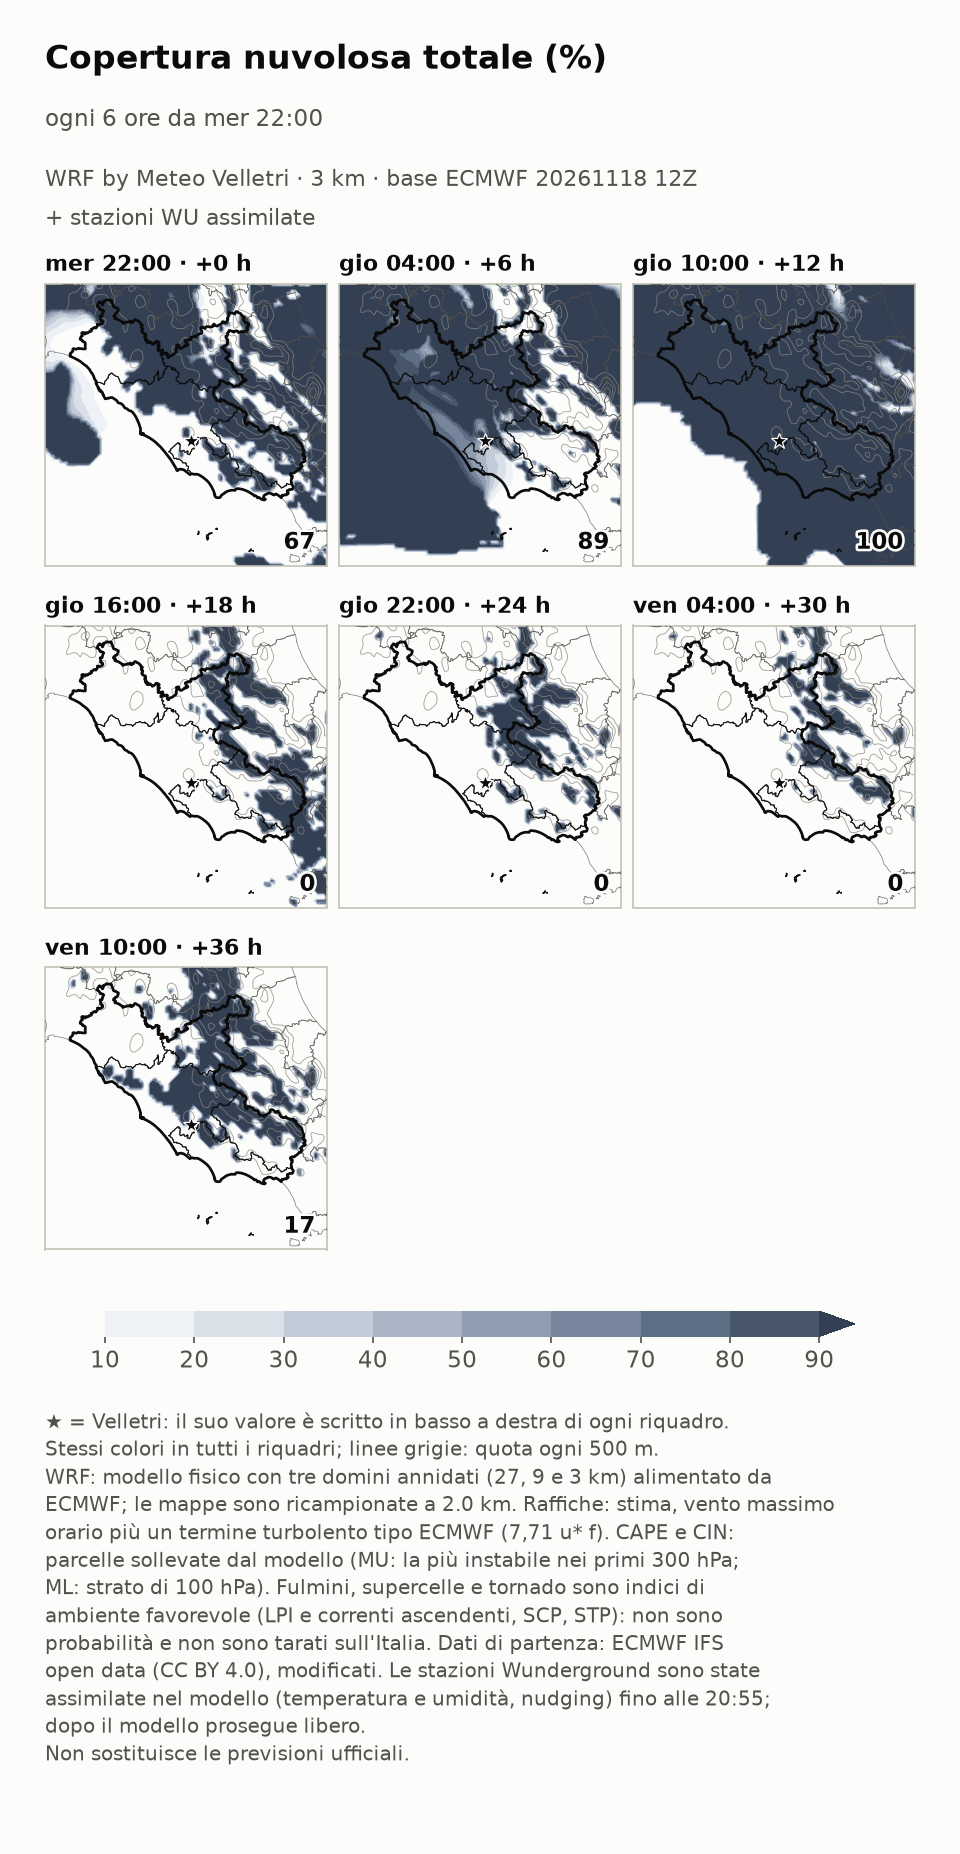 Copertura nuvolosa totale (%)
ogni 6 ore da mer 22:00
WRF by Meteo Velletri · 3 km · base ECMWF 20261118 12Z
+ stazioni WU assimilate
mer 22:00 · +0 h
gio 04:00 · +6 h
gio 10:00 · +12 h
67
89
100
gio 16:00 · +18 h
gio 22:00 · +24 h
ven 04:00 · +30 h
0
0
0
ven 10:00 · +36 h
17
10 20 30 40 50 60 70 80 90
★ = Velletri: il suo valore è scritto in basso a destra di ogni riquadro.
Stessi colori in tutti i riquadri; linee grigie: quota ogni 500 m.
WRF: modello fisico con tre domini annidati (27, 9 e 3 km) alimentato da
ECMWF; le mappe sono ricampionate a 2.0 km. Raffiche: stima, vento massimo
orario più un termine turbolento tipo ECMWF (7,71 u* f). CAPE e CIN:
parcelle sollevate dal modello (MU: la più instabile nei primi 300 hPa;
ML: strato di 100 hPa). Fulmini, supercelle e tornado sono indici di
ambiente favorevole (LPI e correnti ascendenti, SCP, STP): non sono
probabilità e non sono tarati sull'Italia. Dati di partenza: ECMWF IFS
open data (CC BY 4.0), modificati. Le stazioni Wunderground sono state
assimilate nel modello (temperatura e umidità, nudging) fino alle 20:55;
dopo il modello prosegue libero.
Non sostituisce le previsioni ufficiali.